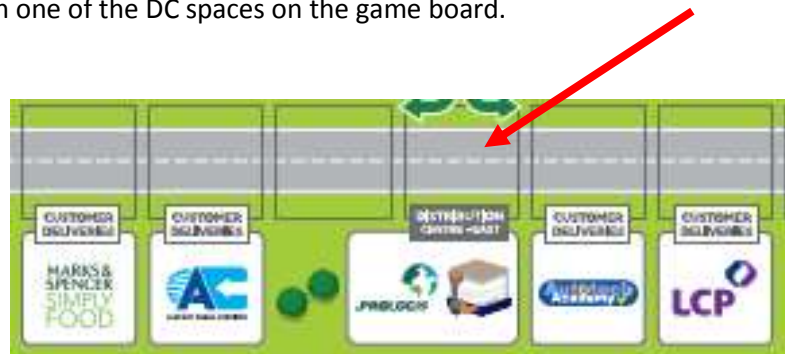 n one of the DC spaces on the game board.
CUSTOMER
DELIVERIES
CUSTOMER
DELIVERIES
DISTRIBUTION
CENTRE - EAST
CUSTOMER
DELIVERIES
CUSTOMER
DELIVERIES
MARKS &
SPENCER
SIMPLY
FOOD
AC
PROLOGIS
Academy
LCP